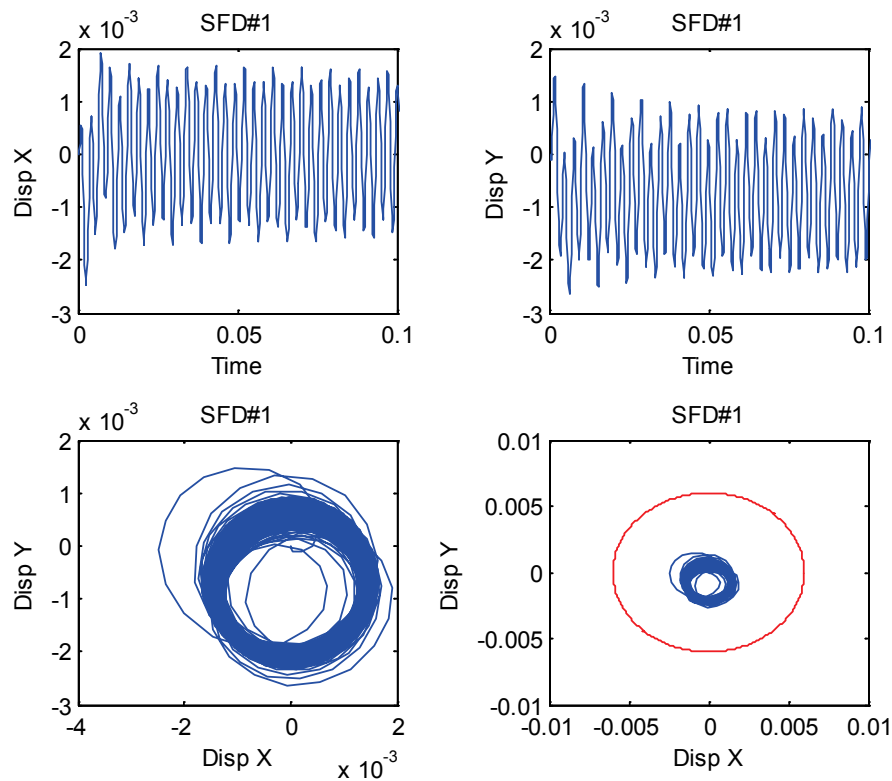 x 10⁻³
SFD#1
2
1
0
-1
-2
-3
Disp X
0
0.05
0.1
Time
x 10⁻³
SFD#1
2
1
0
-1
-2
-3
Disp Y
0
0.05
0.1
Time
x 10⁻³
SFD#1
2
1
0
-1
-2
-3
Disp Y
-4
-2
0
2
Disp X
x 10⁻³
SFD#1
0.01
0.005
0
-0.005
-0.01
Disp Y
-0.01
-0.005
0
0.005
0.01
Disp X